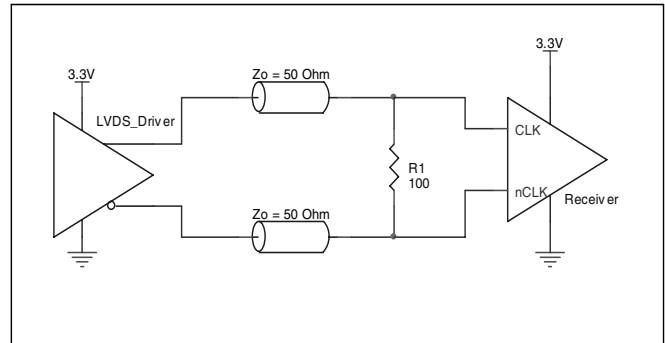 3.3V
3.3V
Zo = 50 Ohm
LVDS_Driver
CLK
R1
100
nCLK
Receiver
Zo = 50 Ohm